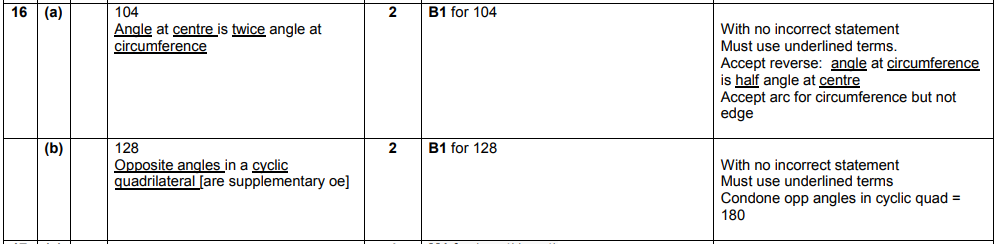 16 (a) 104 2 B1 for 104
Angle at centre is twice angle at
circumference
With no incorrect statement
Must use underlined terms.
Accept reverse: angle at circumference
is half angle at centre
Accept arc for circumference but not
edge
(b) 128 2 B1 for 128
Opposite angles in a cyclic
quadrilateral [are supplementary oe]
With no incorrect statement
Must use underlined terms
Condone opp angles in cyclic quad =
180